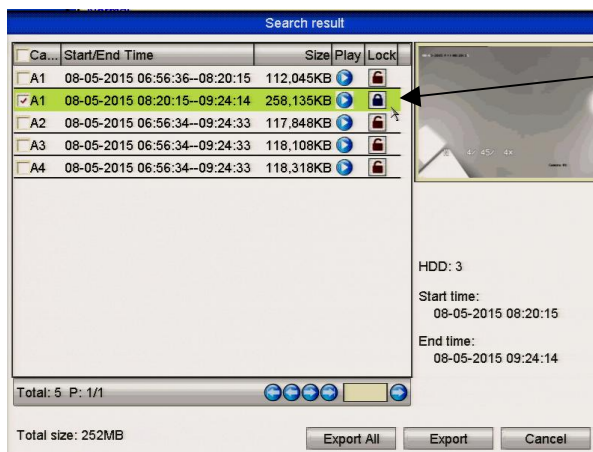 Search result
Ca... Start/End Time Size Play Lock
A1 08-05-2015 06:56:36--08:20:15 112,045KB
A1 08-05-2015 08:20:15--09:24:14 258,135KB
A2 08-05-2015 06:56:34--09:24:33 117,848KB
A3 08-05-2015 06:56:34--09:24:33 118,108KB
A4 08-05-2015 06:56:34--09:24:33 118,318KB
HDD: 3
Start time:
08-05-2015 08:20:15
End time:
08-05-2015 09:24:14
Total: 5 P: 1/1
Total size: 252MB
Export All
Export
Cancel